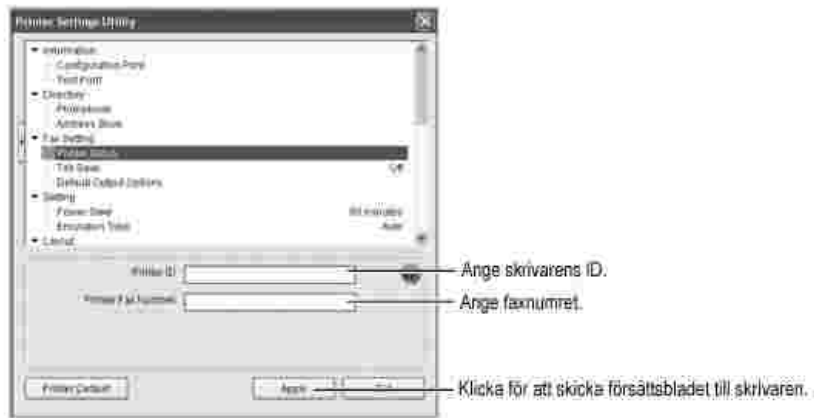 Printer Settings Utility
Information
Configuration Print
Test Print
Directory
Phonebook
Address Book
Fax Setting
Printer Setup
Toll Save Off
Default Output Options
Setting
Power Save
Emulation Type Auto
Layout
Printer ID
Ange skrivarens ID.
Printer Fax Number
Ange faxnumret.
Printer Default
Apply
Klicka för att skicka försättsbladet till skrivaren.